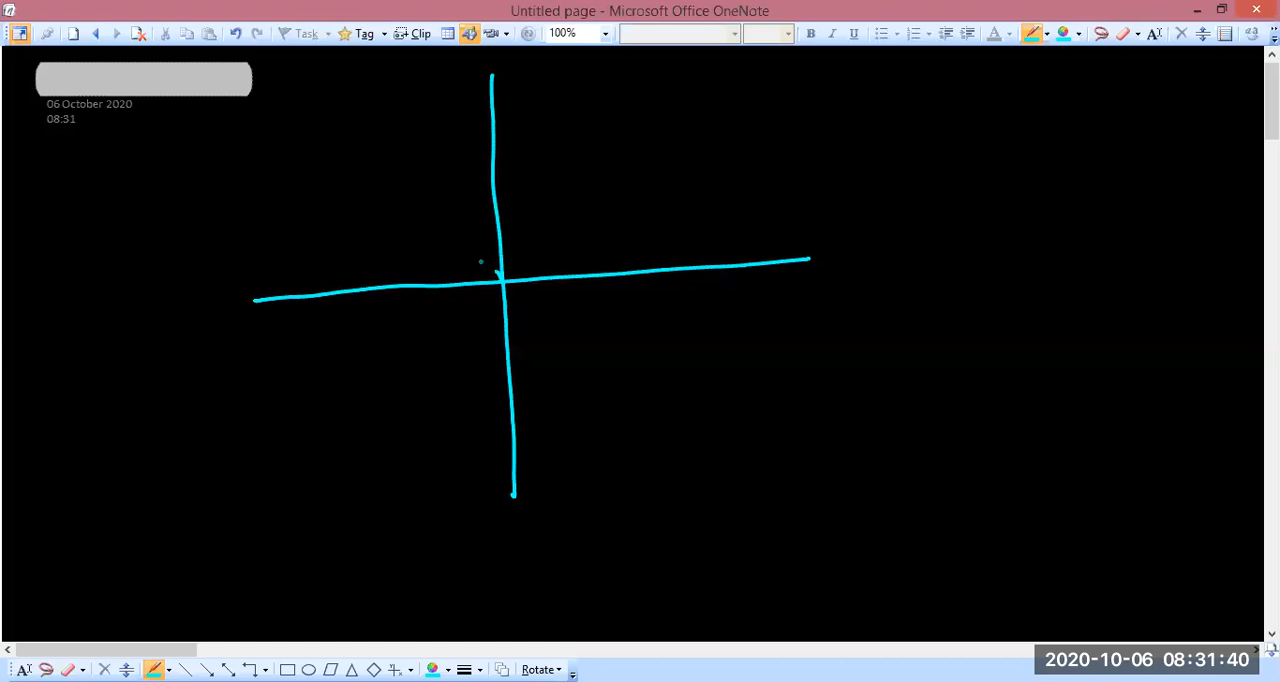 Untitled page - Microsoft Office OneNote
Task Tag Clip 100% B I U A
06 October 2020
08:31
Rotate
2020-10-06 08:31:40